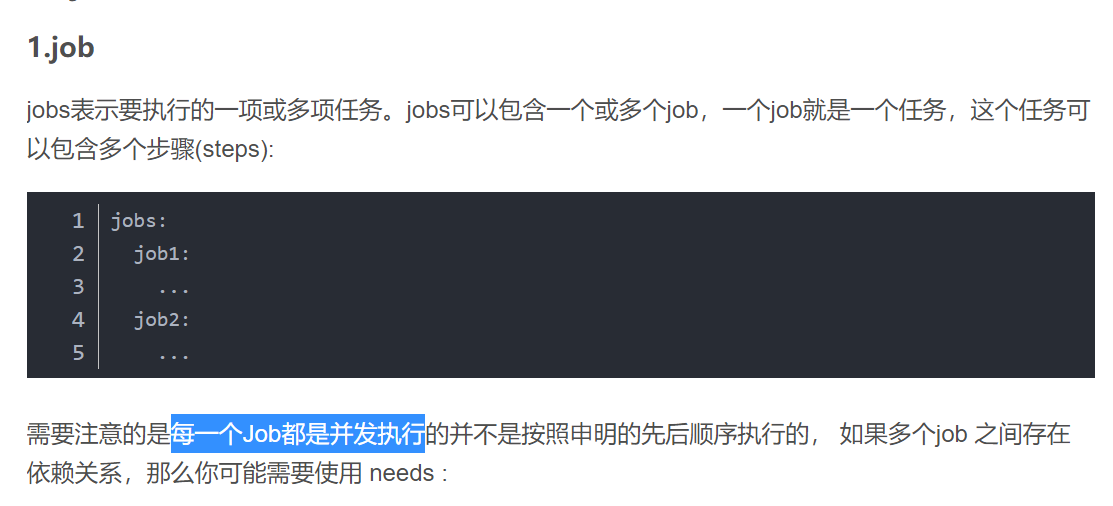 1.job
jobs表示要执行的一项或多项任务。jobs可以包含一个或多个job，一个job就是一个任务，这个任务可
以包含多个步骤(steps):
1 jobs:
2   job1:
3     ...
4   job2:
5     ...
需要注意的是每一个Job都是并发执行的并不是按照申明的先后顺序执行的， 如果多个job 之间存在
依赖关系，那么你可能需要使用 needs :